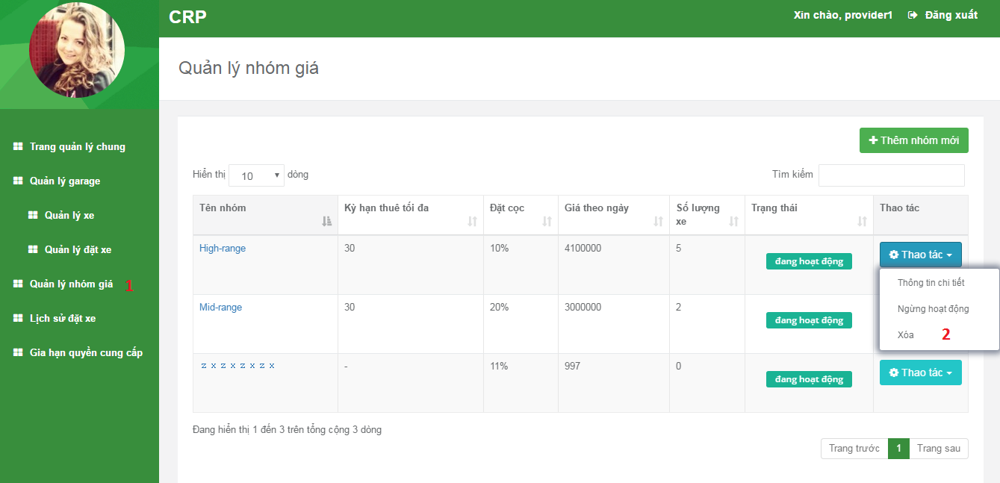 CRP
Xin chào, provider1 Đăng xuất
Trang quản lý chung
Quản lý garage
Quản lý xe
Quản lý đặt xe
Quản lý nhóm giá 1
Lịch sử đặt xe
Gia hạn quyền cung cấp
Quản lý nhóm giá
Thêm nhóm mới
Hiển thị 10 dòng
Tìm kiếm
Tên nhóm Kỳ hạn thuê tối đa Đặt cọc Giá theo ngày Số lượng xe Trạng thái Thao tác
High-range 30 10% 4100000 5 đang hoạt động Thao tác
Thông tin chi tiết
Ngừng hoạt động
Xóa 2
Mid-range 30 20% 3000000 2 đang hoạt động
zxzxzxzx - 11% 997 0 đang hoạt động Thao tác
Đang hiển thị 1 đến 3 trên tổng cộng 3 dòng
Trang trước 1 Trang sau